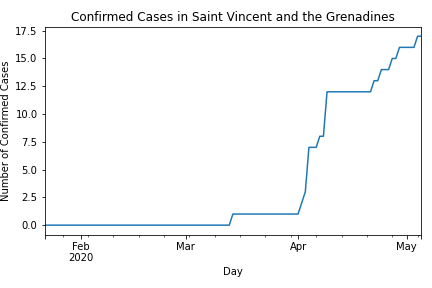 Confirmed Cases in Saint Vincent and the Grenadines
17.5
15.0
12.5
10.0
7.5
5.0
2.5
0.0
Number of Confirmed Cases
Feb Mar Apr May
2020
Day